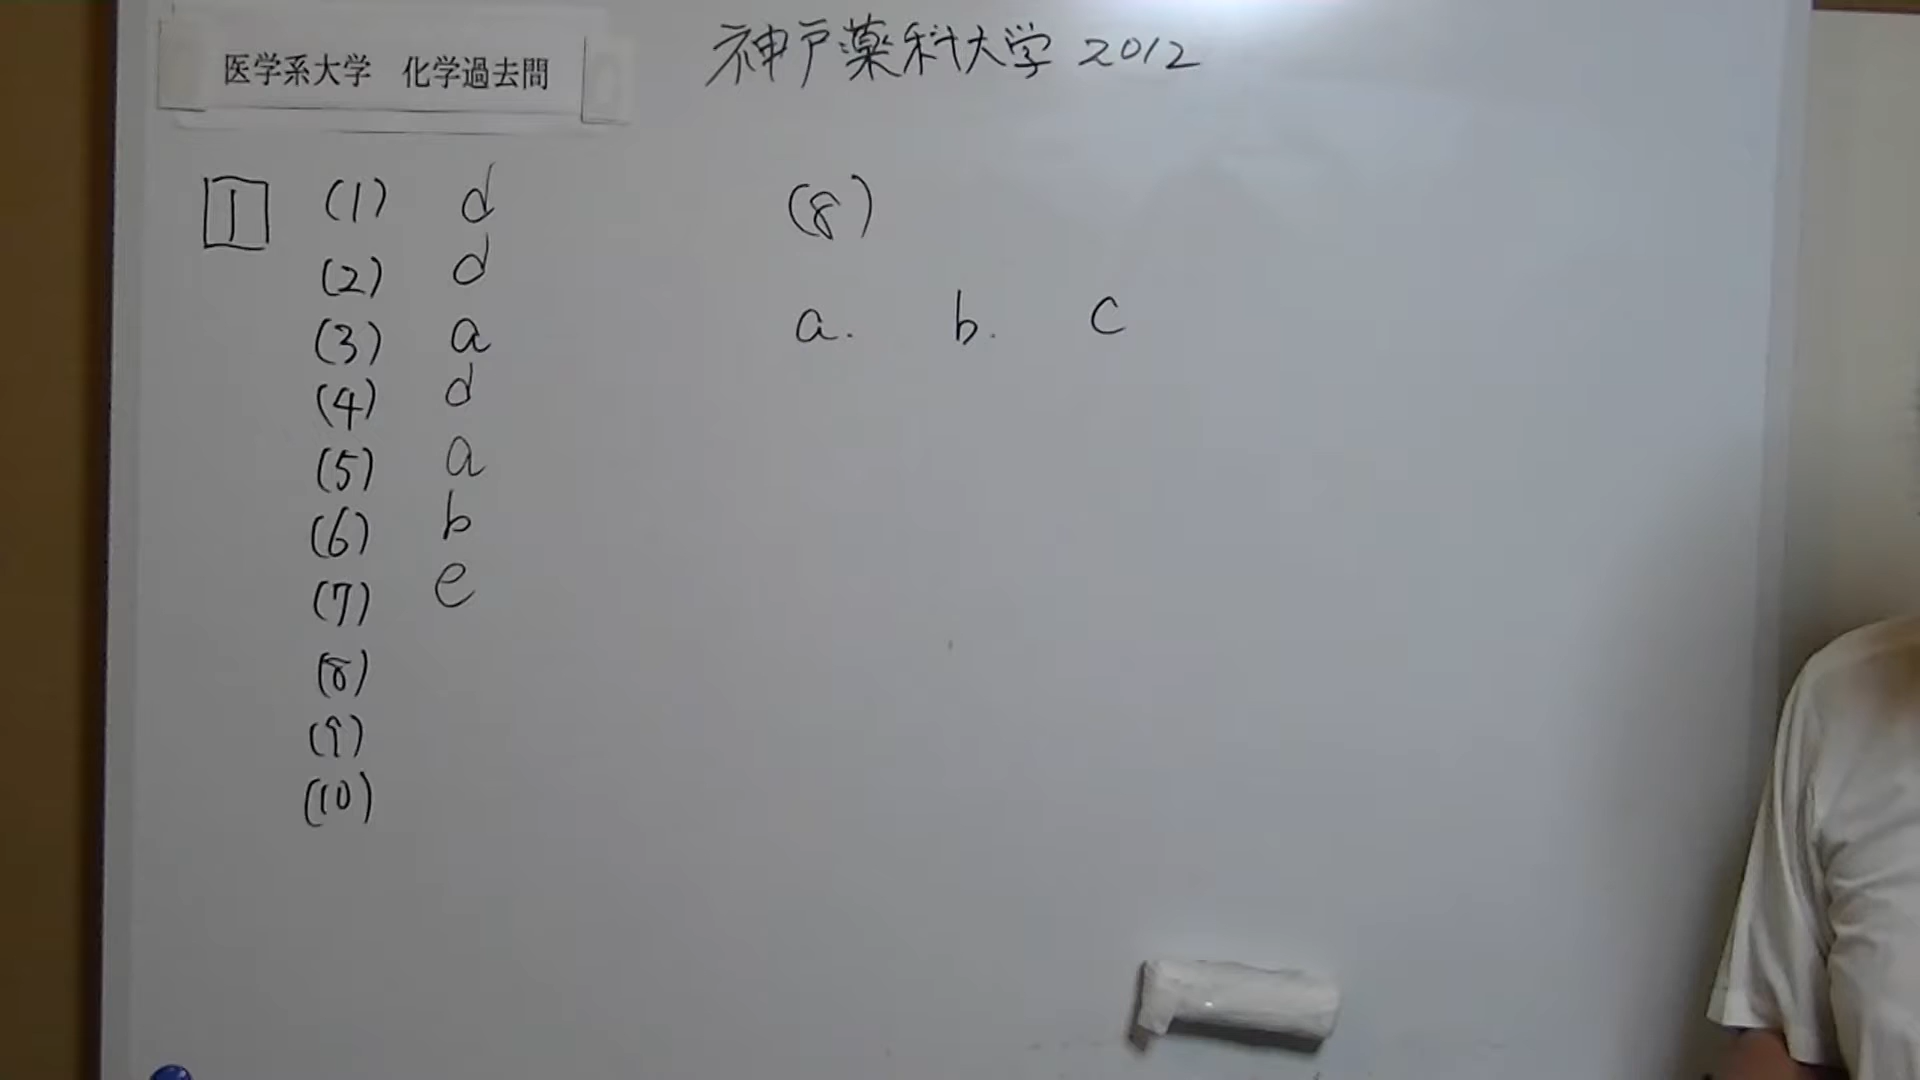 医学系大学 化学過去問
神戸薬科大学 2012
1 (1) d
(2) d
(3) a
(4) d
(5) a
(6) b
(7) e
(8)
(9)
(10)
(8)
a. b. c